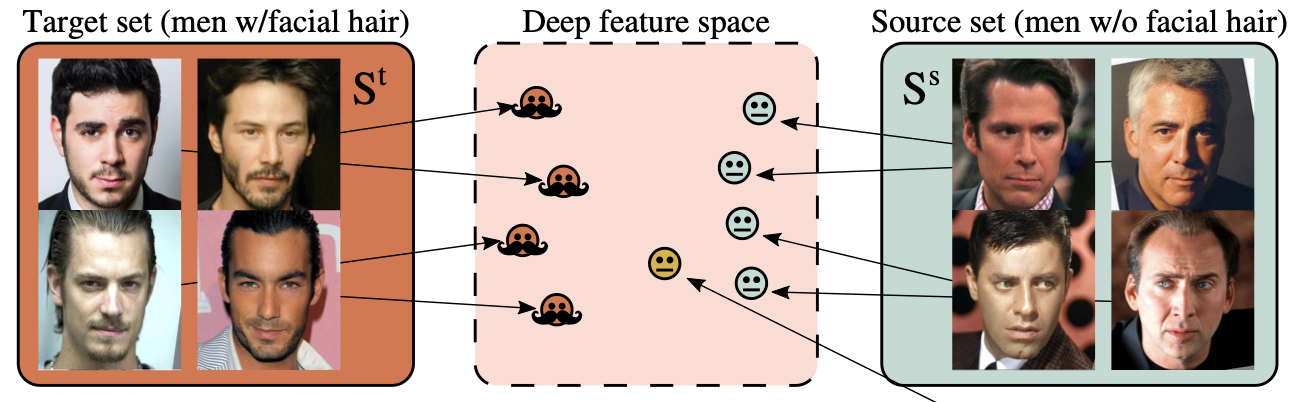 Target set (men w/facial hair)
Deep feature space
Source set (men w/o facial hair)
Sᵗ
Sˢ